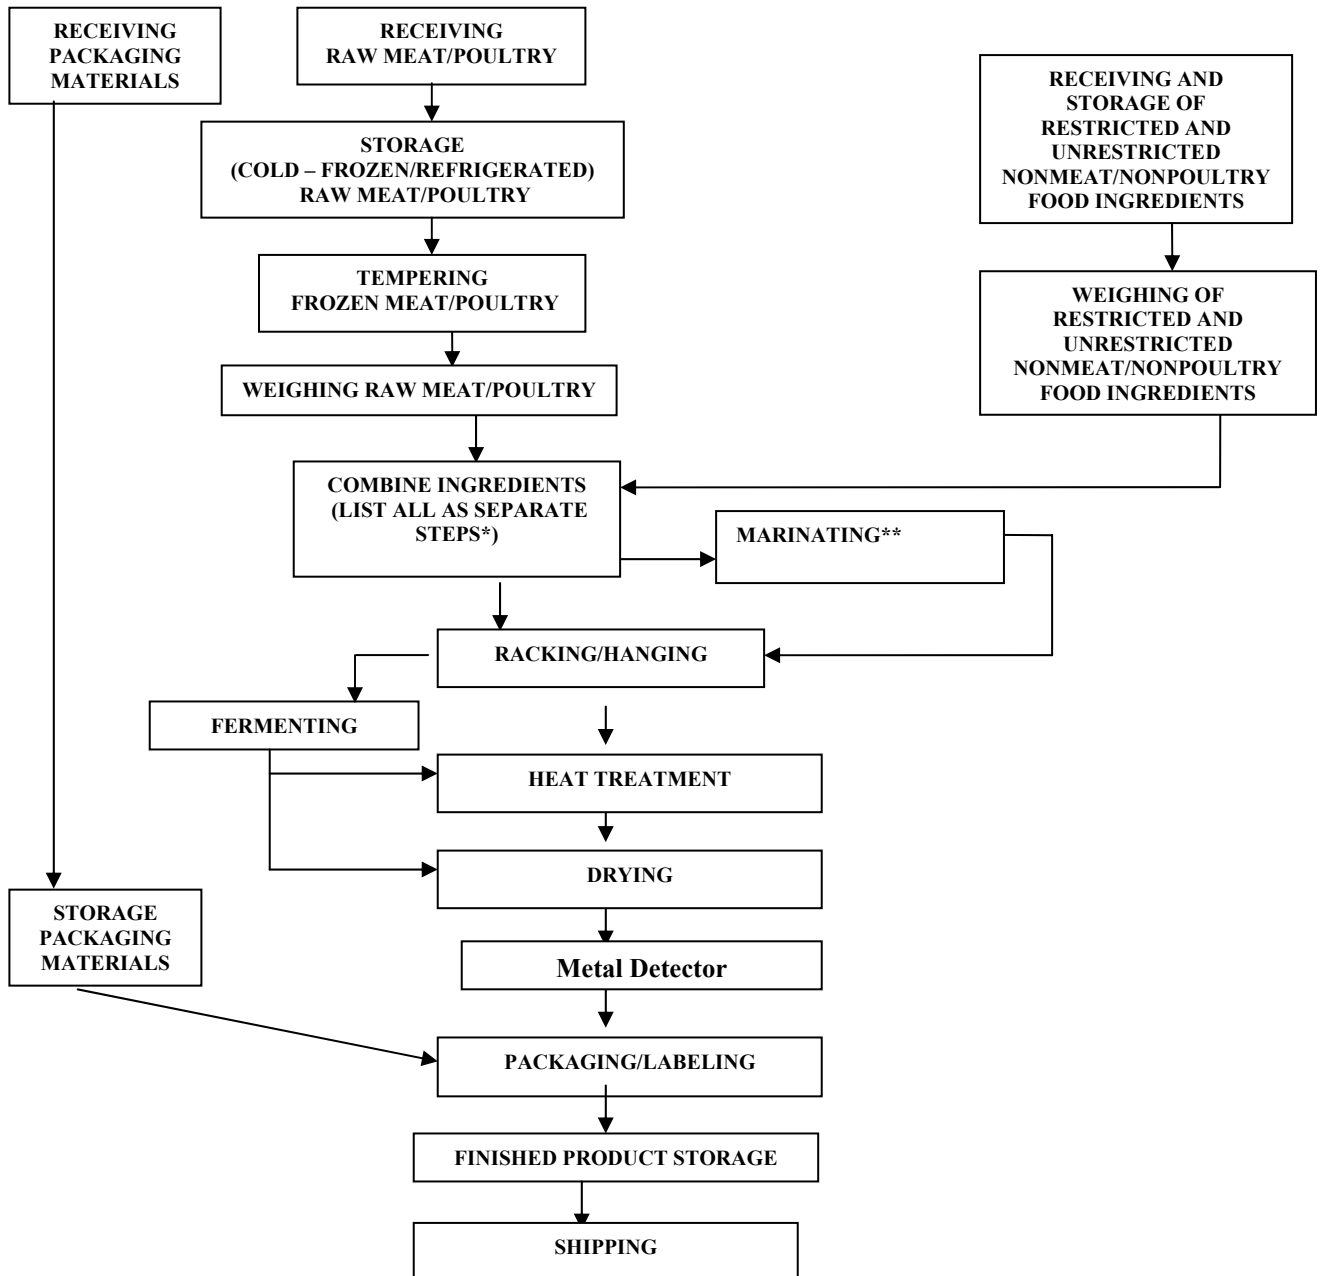 RECEIVING
PACKAGING
MATERIALS
RECEIVING
RAW MEAT/POULTRY
RECEIVING AND
STORAGE OF
RESTRICTED AND
UNRESTRICTED
NONMEAT/NONPOULTRY
FOOD INGREDIENTS
STORAGE
(COLD – FROZEN/REFRIGERATED)
RAW MEAT/POULTRY
TEMPERING
FROZEN MEAT/POULTRY
WEIGHING OF
RESTRICTED AND
UNRESTRICTED
NONMEAT/NONPOULTRY
FOOD INGREDIENTS
WEIGHING RAW MEAT/POULTRY
COMBINE INGREDIENTS
(LIST ALL AS SEPARATE
STEPS*)
MARINATING**
RACKING/HANGING
FERMENTING
HEAT TREATMENT
DRYING
STORAGE
PACKAGING
MATERIALS
Metal Detector
PACKAGING/LABELING
FINISHED PRODUCT STORAGE
SHIPPING